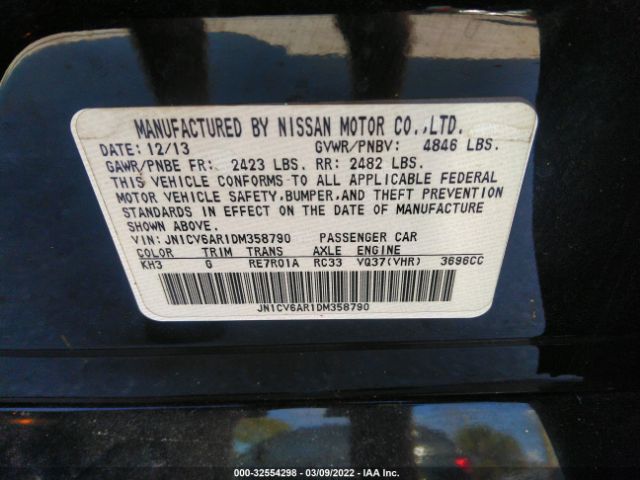 MANUFACTURED BY NISSAN MOTOR CO.,LTD.
DATE: 12/13 GVWR/PNBV: 4846 LBS.
GAWR/PNBE FR: 2423 LBS. RR: 2482 LBS.
THIS VEHICLE CONFORMS TO ALL APPLICABLE FEDERAL
MOTOR VEHICLE SAFETY,BUMPER,AND THEFT PREVENTION
STANDARDS IN EFFECT ON THE DATE OF MANUFACTURE
SHOWN ABOVE.
VIN: JN1CV6AR1DM358790 PASSENGER CAR
COLOR TRIM TRANS AXLE ENGINE
KH3 G RE7R01A RC33 VQ37(VHR) 3696CC
JN1CV6AR1DM358790
000-32554298 - 03/09/2022 - IAA Inc.